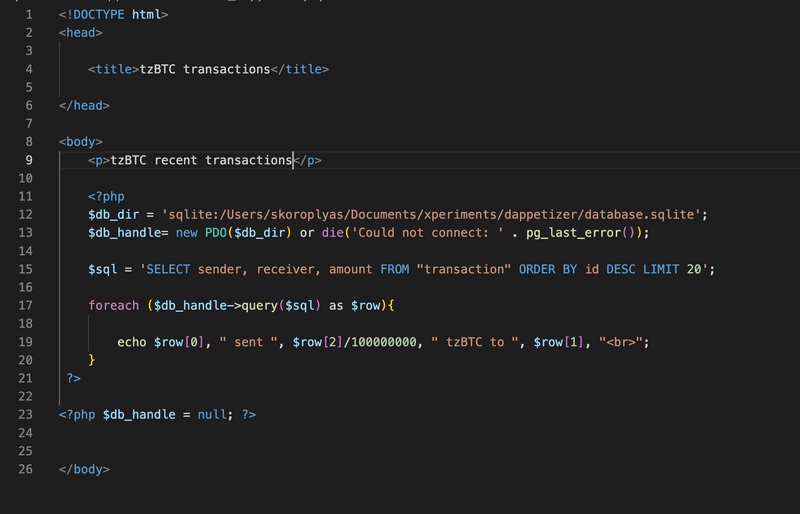 1 <!DOCTYPE html>
2 <head>
3
4 <title>tzBTC transactions</title>
5
6 </head>
7
8 <body>
9 <p>tzBTC recent transactions</p>
10
11 <?php
12 $db_dir = 'sqlite:/Users/skoroplyas/Documents/xperiments/dappetizer/database.sqlite';
13 $db_handle= new PDO($db_dir) or die('Could not connect: ' . pg_last_error());
14
15 $sql = 'SELECT sender, receiver, amount FROM "transaction" ORDER BY id DESC LIMIT 20';
16
17 foreach ($db_handle->query($sql) as $row){
18
19 echo $row[0], " sent ", $row[2]/100000000, " tzBTC to ", $row[1], "<br>";
20 }
21 ?>
22
23 <?php $db_handle = null; ?>
24
25
26 </body>